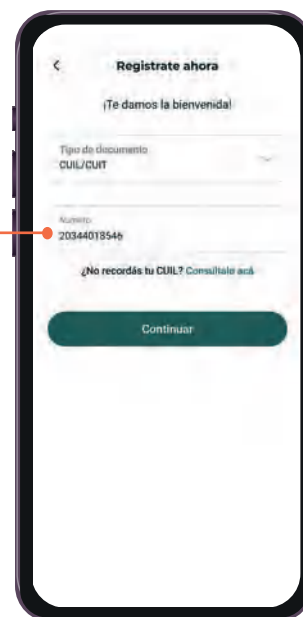 Registrate ahora
¡Te damos la bienvenida!
Tipo de documento
CUIL/CUIT
Número
20344018546
¿No recordás tu CUIL? Consultalo acá
Continuar